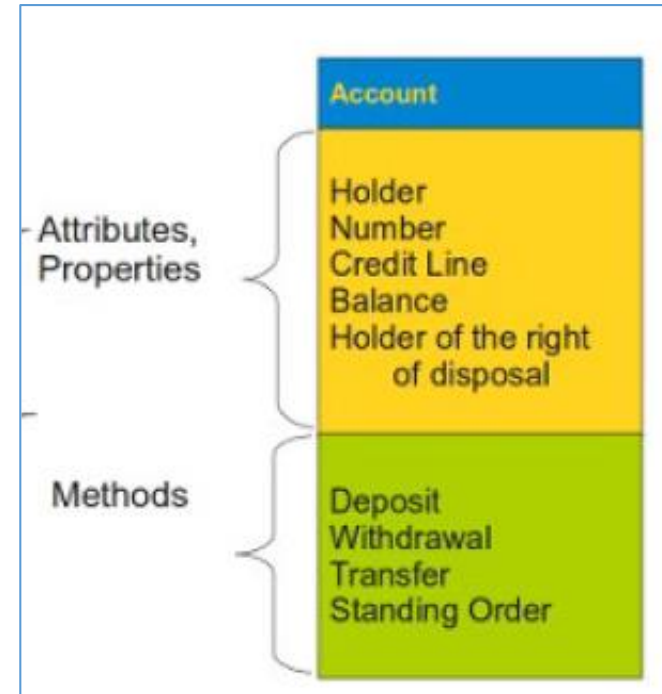 Account
Attributes,
Properties
Holder
Number
Credit Line
Balance
Holder of the right
of disposal
Methods
Deposit
Withdrawal
Transfer
Standing Order